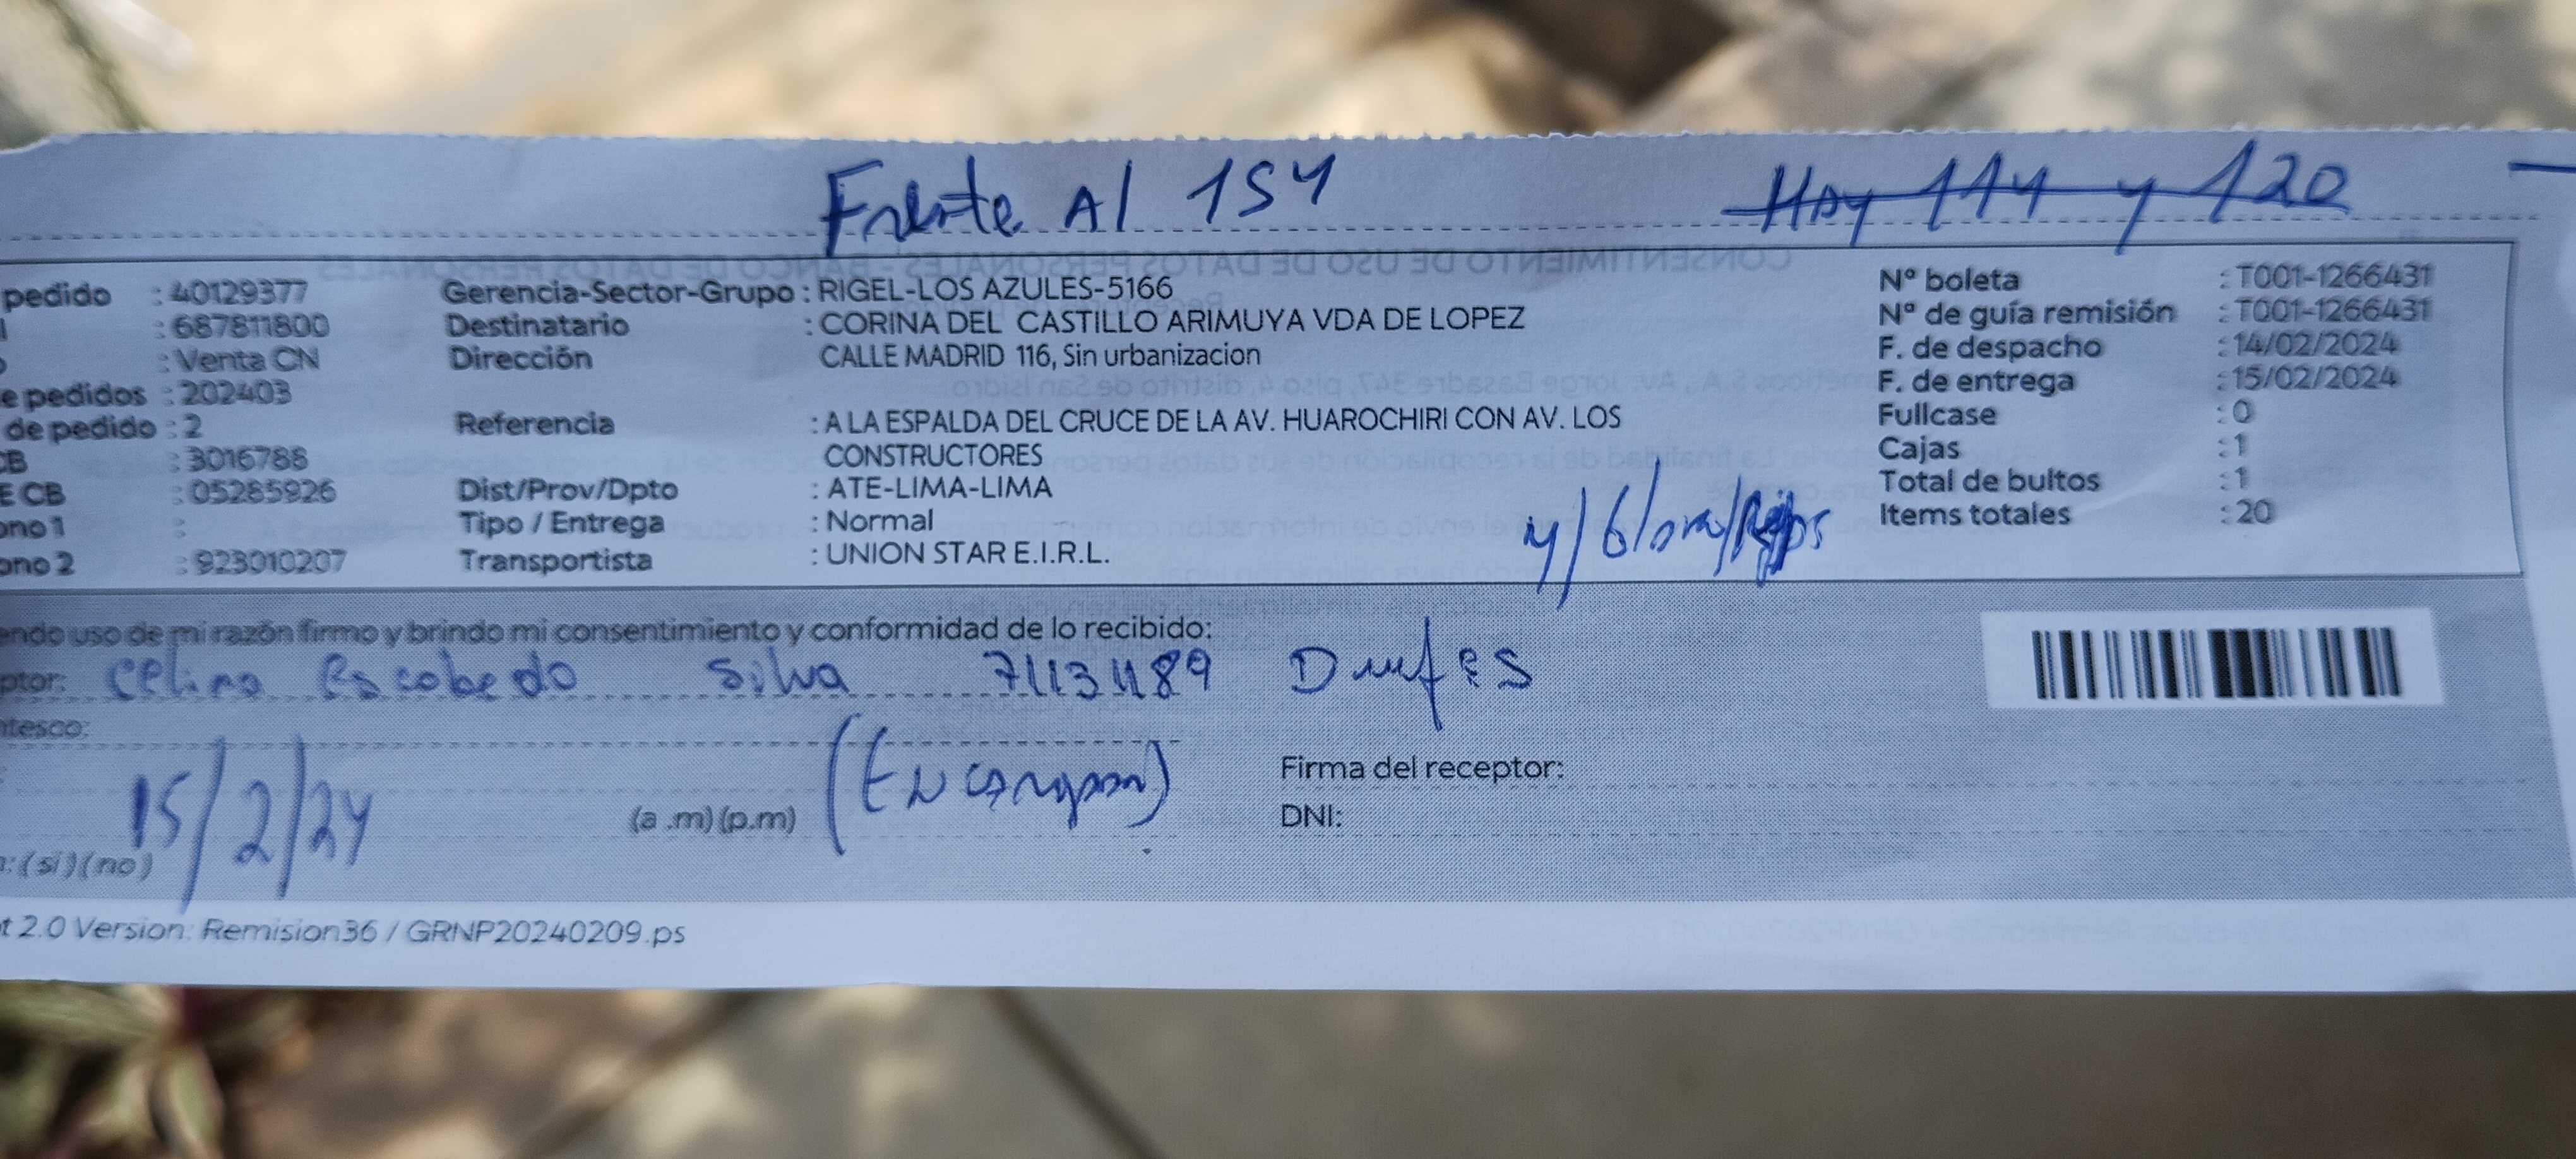 Frente Al 154
Hay 114 y 120
pedido : 40129377
: 687811800
: Venta CN
e pedidos : 202403
de pedido : 2
CB : 3016788
E CB : 05285926
ono 1 :
ono 2 : 923010207
Gerencia-Sector-Grupo : RIGEL-LOS AZULES-5166
Destinatario : CORINA DEL CASTILLO ARIMUYA VDA DE LOPEZ
Dirección CALLE MADRID 116, Sin urbanizacion
Referencia : A LA ESPALDA DEL CRUCE DE LA AV. HUAROCHIRI CON AV. LOS
CONSTRUCTORES
Dist/Prov/Dpto : ATE-LIMA-LIMA
Tipo / Entrega : Normal
Transportista : UNION STAR E.I.R.L.
Nº boleta : T001-1266431
Nº de guía remisión : T001-1266431
F. de despacho : 14/02/2024
F. de entrega : 15/02/2024
Fullcase : 0
Cajas : 1
Total de bultos : 1
Items totales : 20
endo uso de mi razón firmo y brindo mi consentimiento y conformidad de lo recibido:
ptor: Celina Escobedo Silva 71131189
ntesco:
15/2/24
(a .m) (p.m)
Firma del receptor:
DNI:
: (si) (no)
t 2.0 Version: Remision36 / GRNP20240209.ps